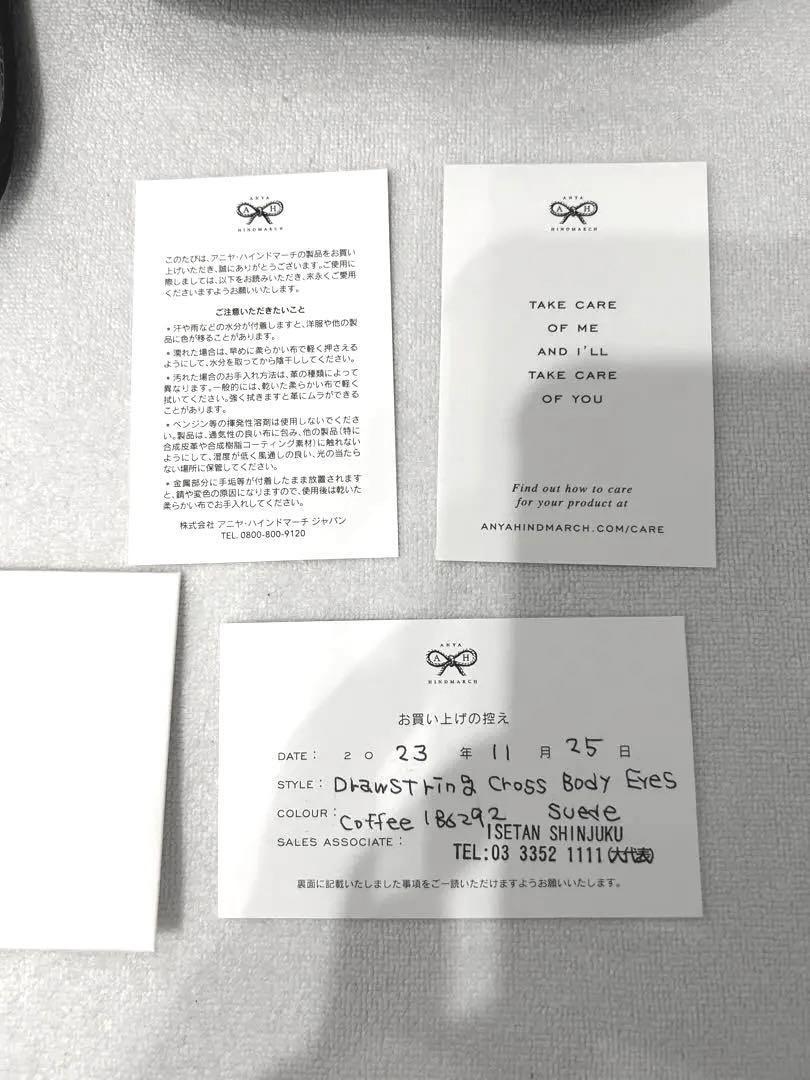 ANYA
A H
HINDMARCH
このたびは、アニヤ・ハインドマーチの製品をお買い
上げいただき、誠にありがとうございます。ご使用に
際しましては、以下をお読みいただき、末永くご愛用
くださいますようお願いいたします。
ご注意いただきたいこと
* 汗や雨などの水分が付着しますと、洋服や他の製
品に色が移ることがあります。
* 濡れた場合は、早めに柔らかい布で軽く押さえる
ようにして、水分を取ってから陰干ししてください。
* 汚れた場合のお手入れ方法は、革の種類によって
異なります。一般的には、乾いた柔らかい布で軽く
拭いてください。強く拭きますと革にムラができる
ことがあります。
* ベンジン等の揮発性溶剤は使用しないでくださ
い。製品は、通気性の良い布に包み、他の製品(特に
合成皮革や合成樹脂コーティング素材)に触れない
ようにして、湿度が低く風通しの良い、光の当たら
ない場所に保管してください。
* 金属部分に手垢等が付着したまま放置されます
と、錆や変色の原因になりますので、使用後は乾いた
柔らかい布でお手入れしてください。
株式会社 アニヤ・ハインドマーチ ジャパン
TEL. 0800-800-9120
ANYA
A H
HINDMARCH
TAKE CARE
OF ME
AND I'LL
TAKE CARE
OF YOU
Find out how to care
for your product at
ANYAHINDMARCH.COM/CARE
ANYA
A H
HINDMARCH
お買い上げの控え
DATE: 2023年11月25日
STYLE: Drawstring Cross Body Eyes
COLOUR: Coffee 186292 Suede
SALES ASSOCIATE: ISETAN SHINJUKU
TEL:03 3352 1111(大代表)
裏面に記載いたしました事項をご一読いただけますようお願いいたします。